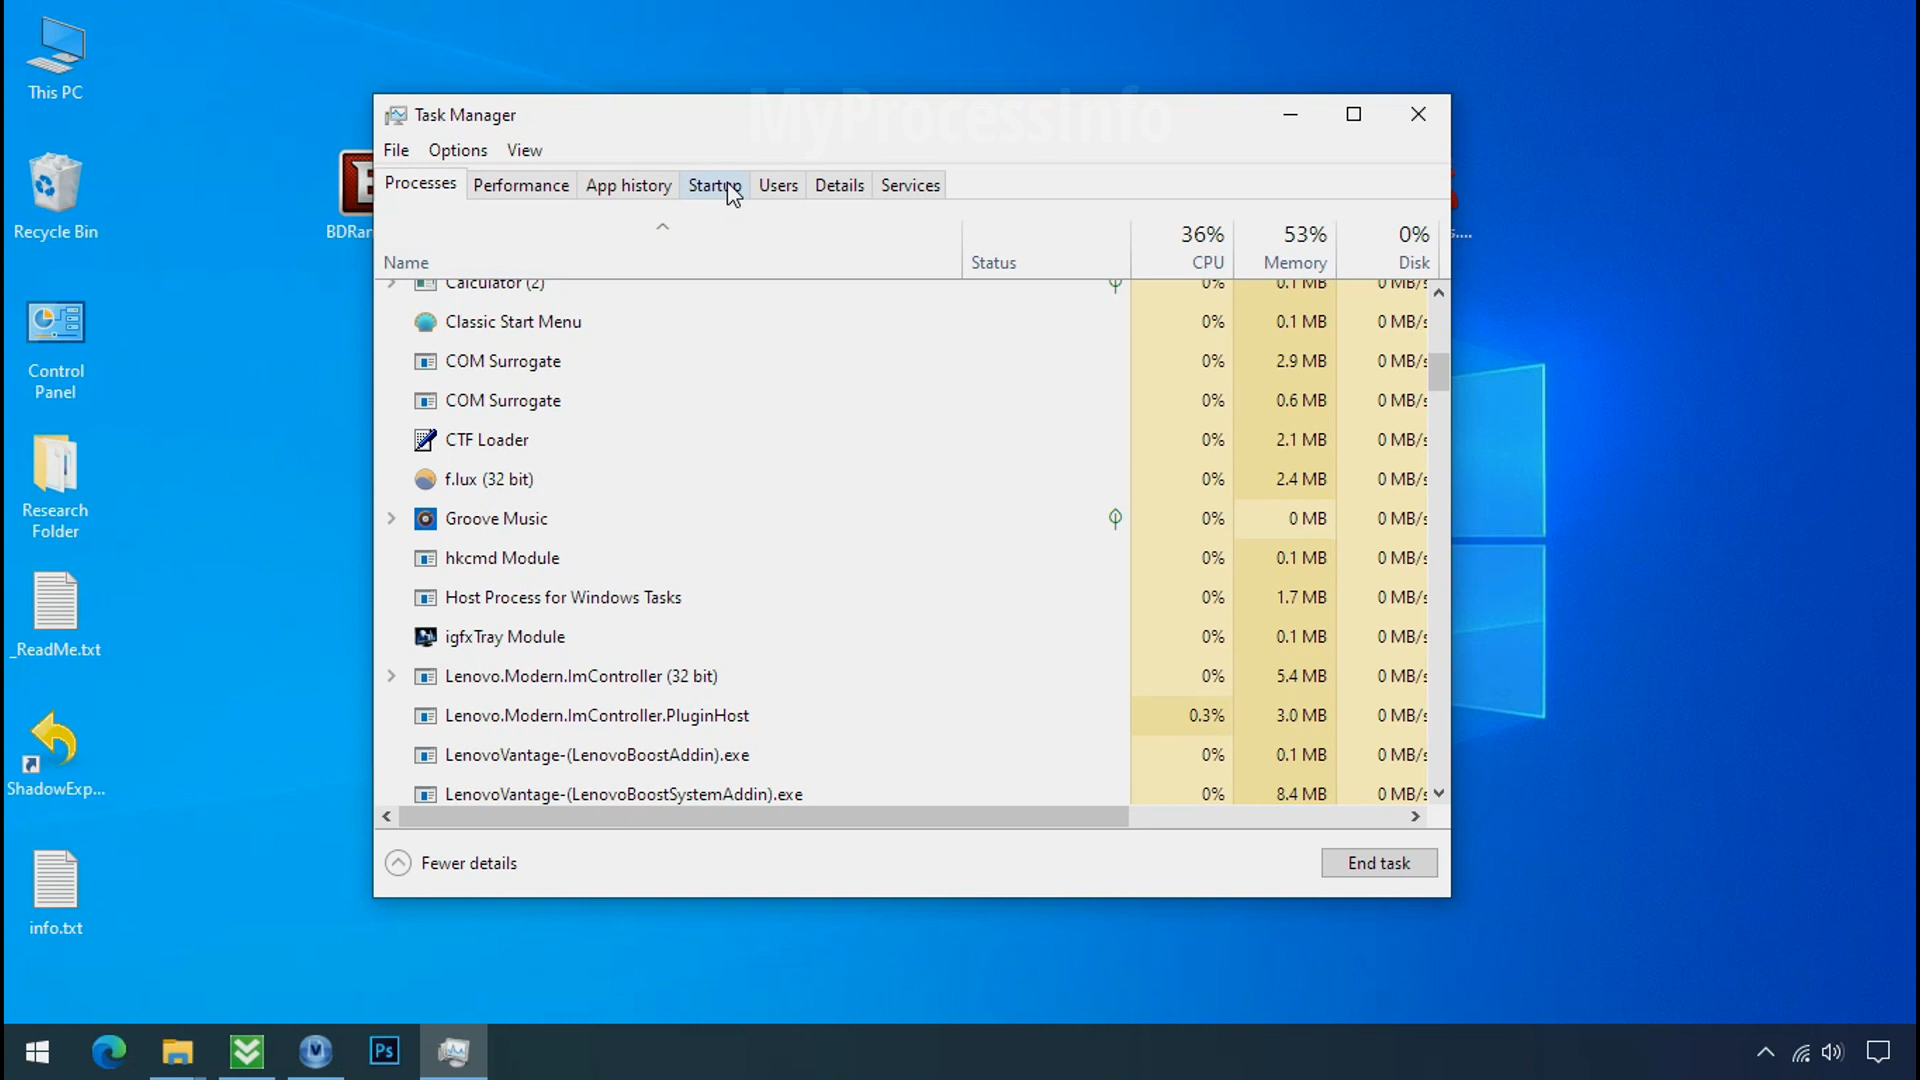 This PC
Recycle Bin
Control
Panel
Research
Folder
_ReadMe.txt
ShadowExp...
info.txt
BDRan
s....
MyProcessInfo
Task Manager
File Options View
Processes Performance App history Startup Users Details Services
36% 53% 0%
Name Status CPU Memory Disk
Calculator (2) 0% 0.1 MB 0 MB/s
Classic Start Menu 0% 0.1 MB 0 MB/s
COM Surrogate 0% 2.9 MB 0 MB/s
COM Surrogate 0% 0.6 MB 0 MB/s
CTF Loader 0% 2.1 MB 0 MB/s
f.lux (32 bit) 0% 2.4 MB 0 MB/s
Groove Music 0% 0 MB 0 MB/s
hkcmd Module 0% 0.1 MB 0 MB/s
Host Process for Windows Tasks 0% 1.7 MB 0 MB/s
igfxTray Module 0% 0.1 MB 0 MB/s
Lenovo.Modern.ImController (32 bit) 0% 5.4 MB 0 MB/s
Lenovo.Modern.ImController.PluginHost 0.3% 3.0 MB 0 MB/s
LenovoVantage-(LenovoBoostAddin).exe 0% 0.1 MB 0 MB/s
LenovoVantage-(LenovoBoostSystemAddin).exe 0% 8.4 MB 0 MB/s
Fewer details End task
Ps